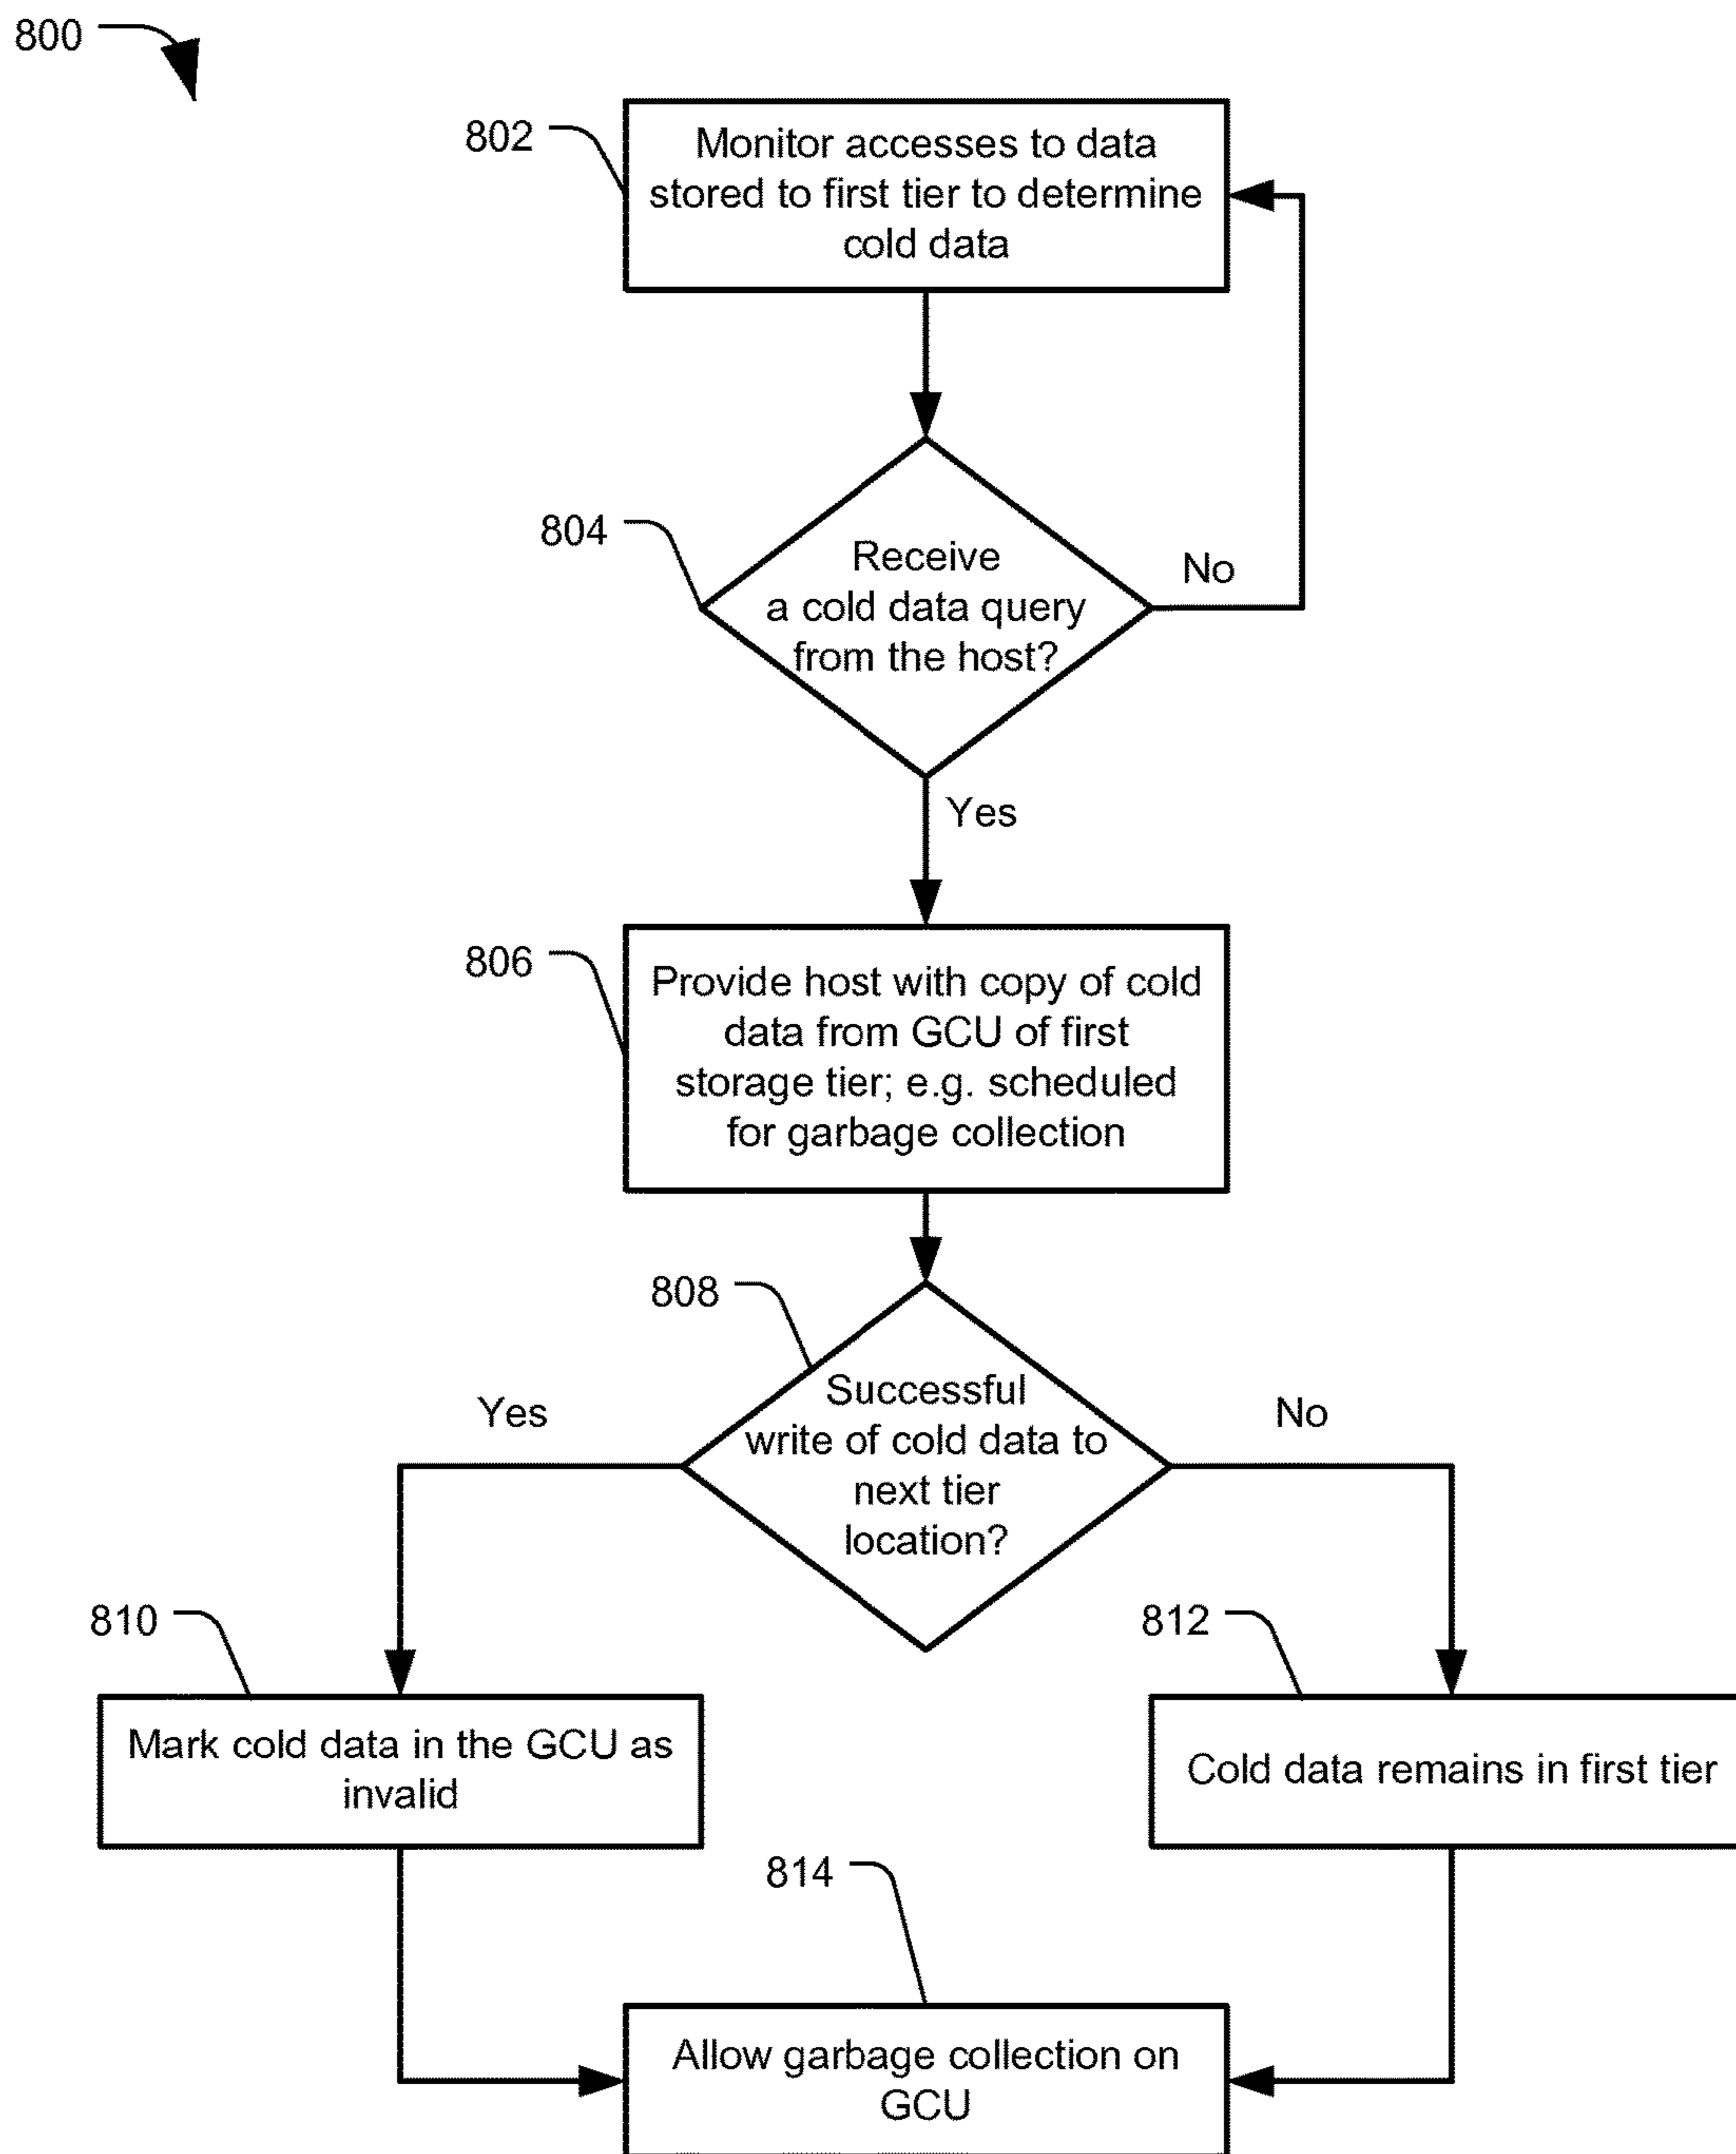 800
802
Monitor accesses to data
stored to first tier to determine
cold data
804
Receive
a cold data query
from the host?
No
Yes
806
Provide host with copy of cold
data from GCU of first
storage tier; e.g. scheduled
for garbage collection
808
Successful
write of cold data to
next tier
location?
Yes
No
810
Mark cold data in the GCU as
invalid
812
Cold data remains in first tier
814
Allow garbage collection on
GCU